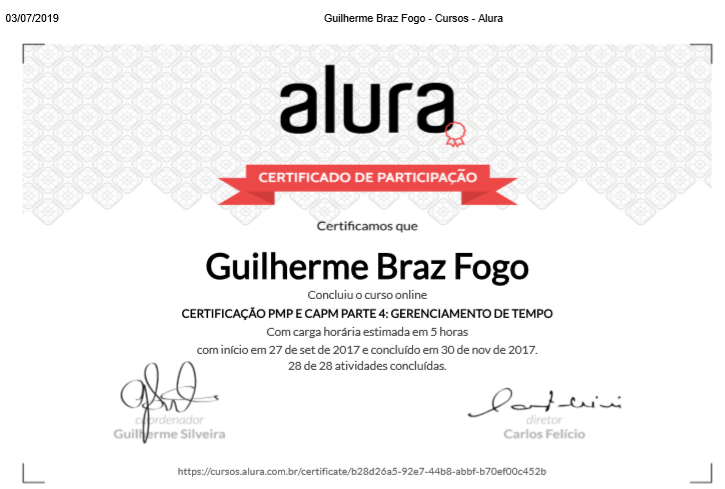 03/07/2019 Guilherme Braz Fogo - Cursos - Alura
alura
CERTIFICADO DE PARTICIPAÇÃO
Certificamos que
Guilherme Braz Fogo
Concluiu o curso online
CERTIFICAÇÃO PMP E CAPM PARTE 4: GERENCIAMENTO DE TEMPO
Com carga horária estimada em 5 horas
com início em 27 de set de 2017 e concluído em 30 de nov de 2017.
28 de 28 atividades concluídas.
coordenador
Guilherme Silveira
diretor
Carlos Felício
https://cursos.alura.com.br/certificate/b28d26a5-92e7-44b8-abbf-b70ef00c452b